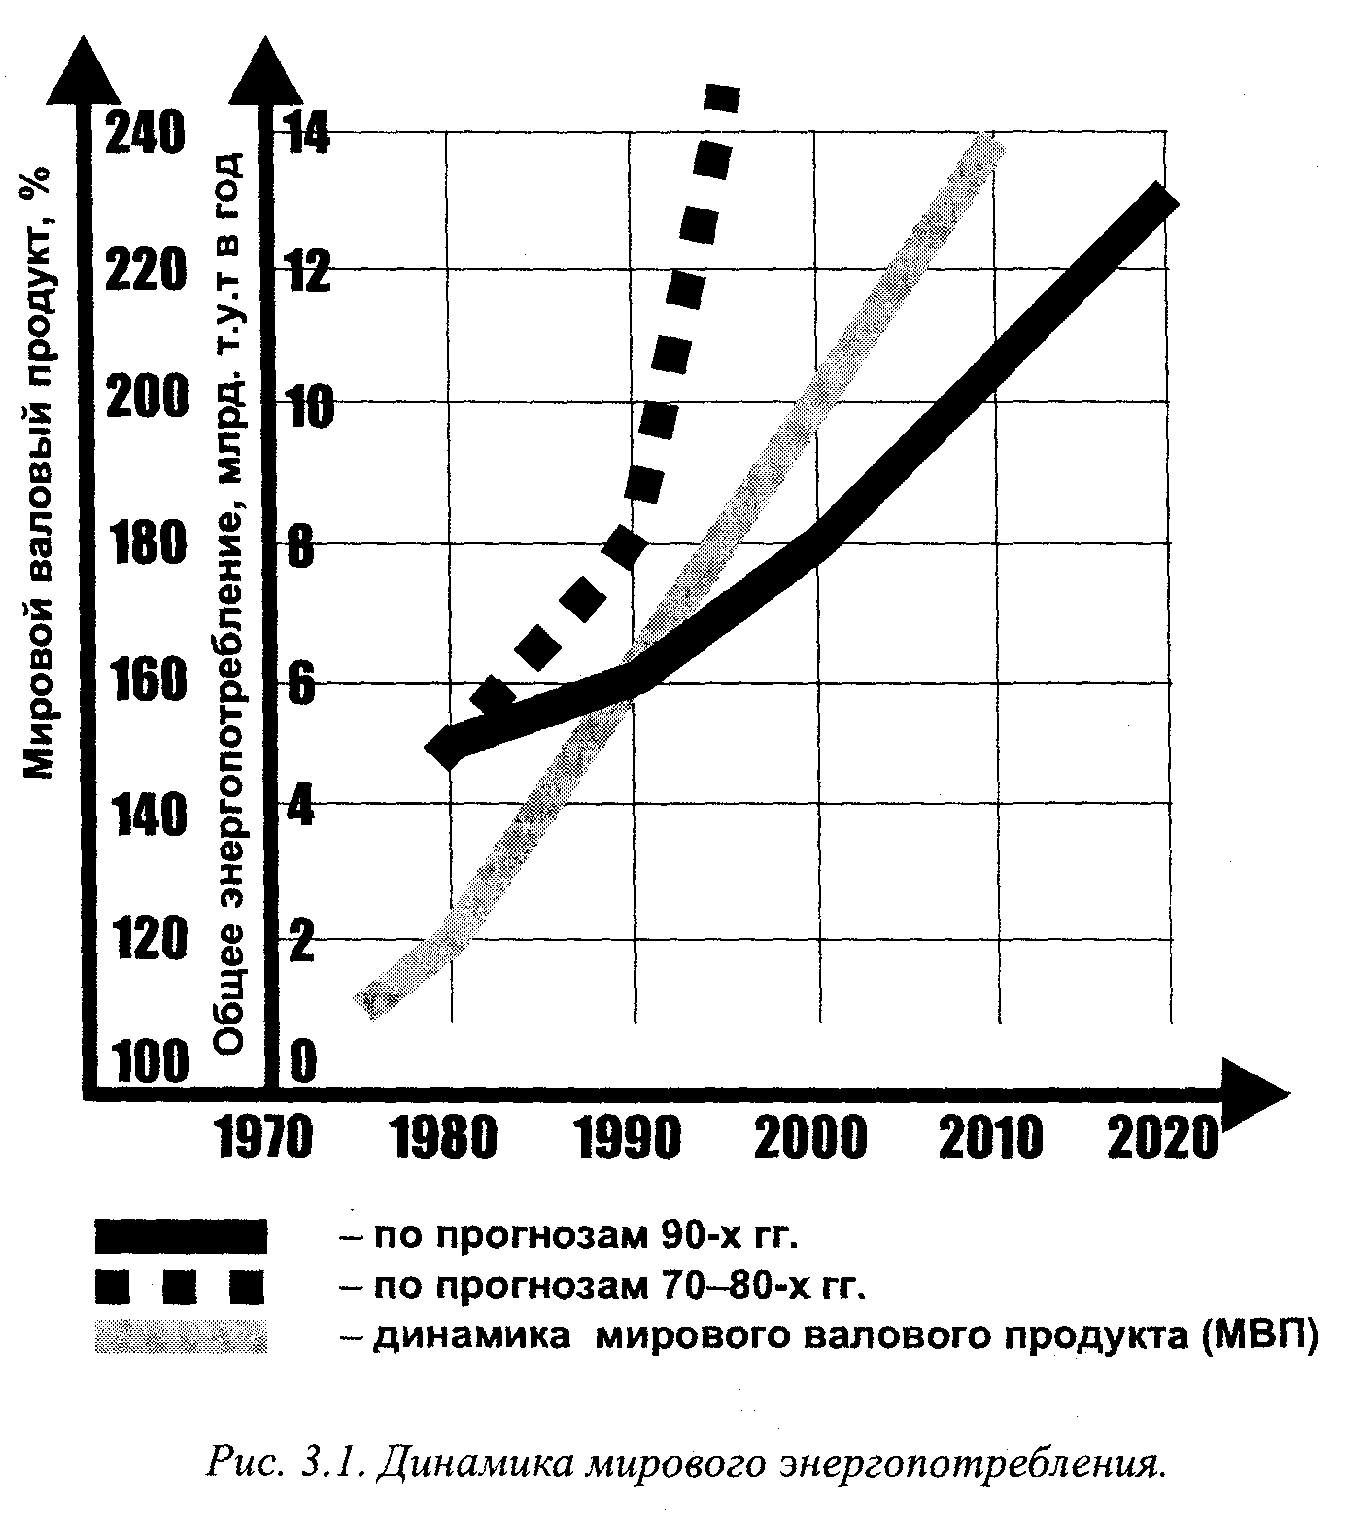 Мировой валовый продукт, %
240
220
200
180
160
140
120
100
Общее энергопотребление, млрд. т.у.т в год
14
12
10
8
6
4
2
0
1970 1980 1990 2000 2010 2020
– по прогнозам 90-х гг.
– по прогнозам 70–80-х гг.
– динамика мирового валового продукта (МВП)
Рис. 3.1. Динамика мирового энергопотребления.